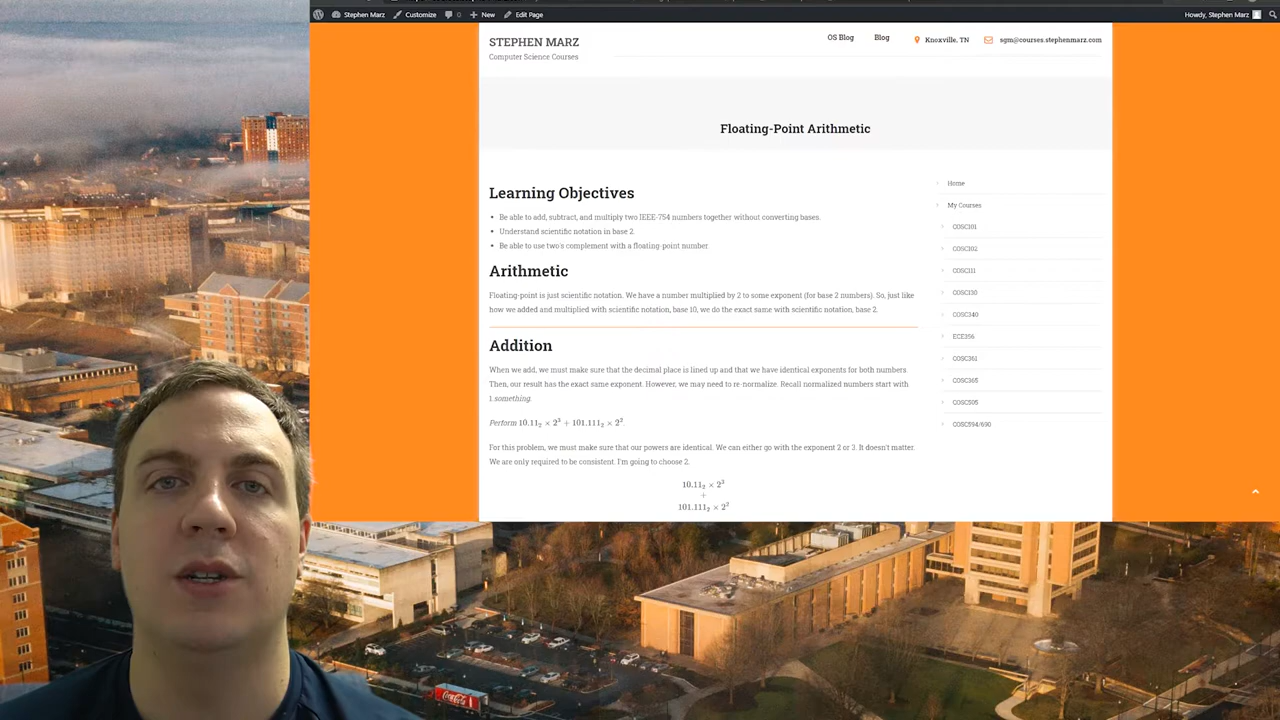 Stephen Marz
Customize
0
New
Edit Page
Howdy, Stephen Marz
STEPHEN MARZ
Computer Science Courses
OS Blog
Blog
Knoxville, TN
sgm@courses.stephenmarz.com
Floating-Point Arithmetic
Learning Objectives
• Be able to add, subtract, and multiply two IEEE-754 numbers together without converting bases.
• Understand scientific notation in base 2.
• Be able to use two's complement with a floating-point number.
Arithmetic
Floating-point is just scientific notation. We have a number multiplied by 2 to some exponent (for base 2 numbers). So, just like
how we added and multiplied with scientific notation, base 10, we do the exact same with scientific notation, base 2.
Addition
When we add, we must make sure that the decimal place is lined up and that we have identical exponents for both numbers.
Then, our result has the exact same exponent. However, we may need to re-normalize. Recall normalized numbers start with
1.something.
Perform 10.11₂ × 2³ + 101.111₂ × 2².
For this problem, we must make sure that our powers are identical. We can either go with the exponent 2 or 3. It doesn't matter.
We are only required to be consistent. I'm going to choose 2.
10.11₂ × 2³
+
101.111₂ × 2²
Home
My Courses
COSC101
COSC102
COSC111
COSC130
COSC340
ECE356
COSC361
COSC365
COSC505
COSC594/690
Coca-Cola